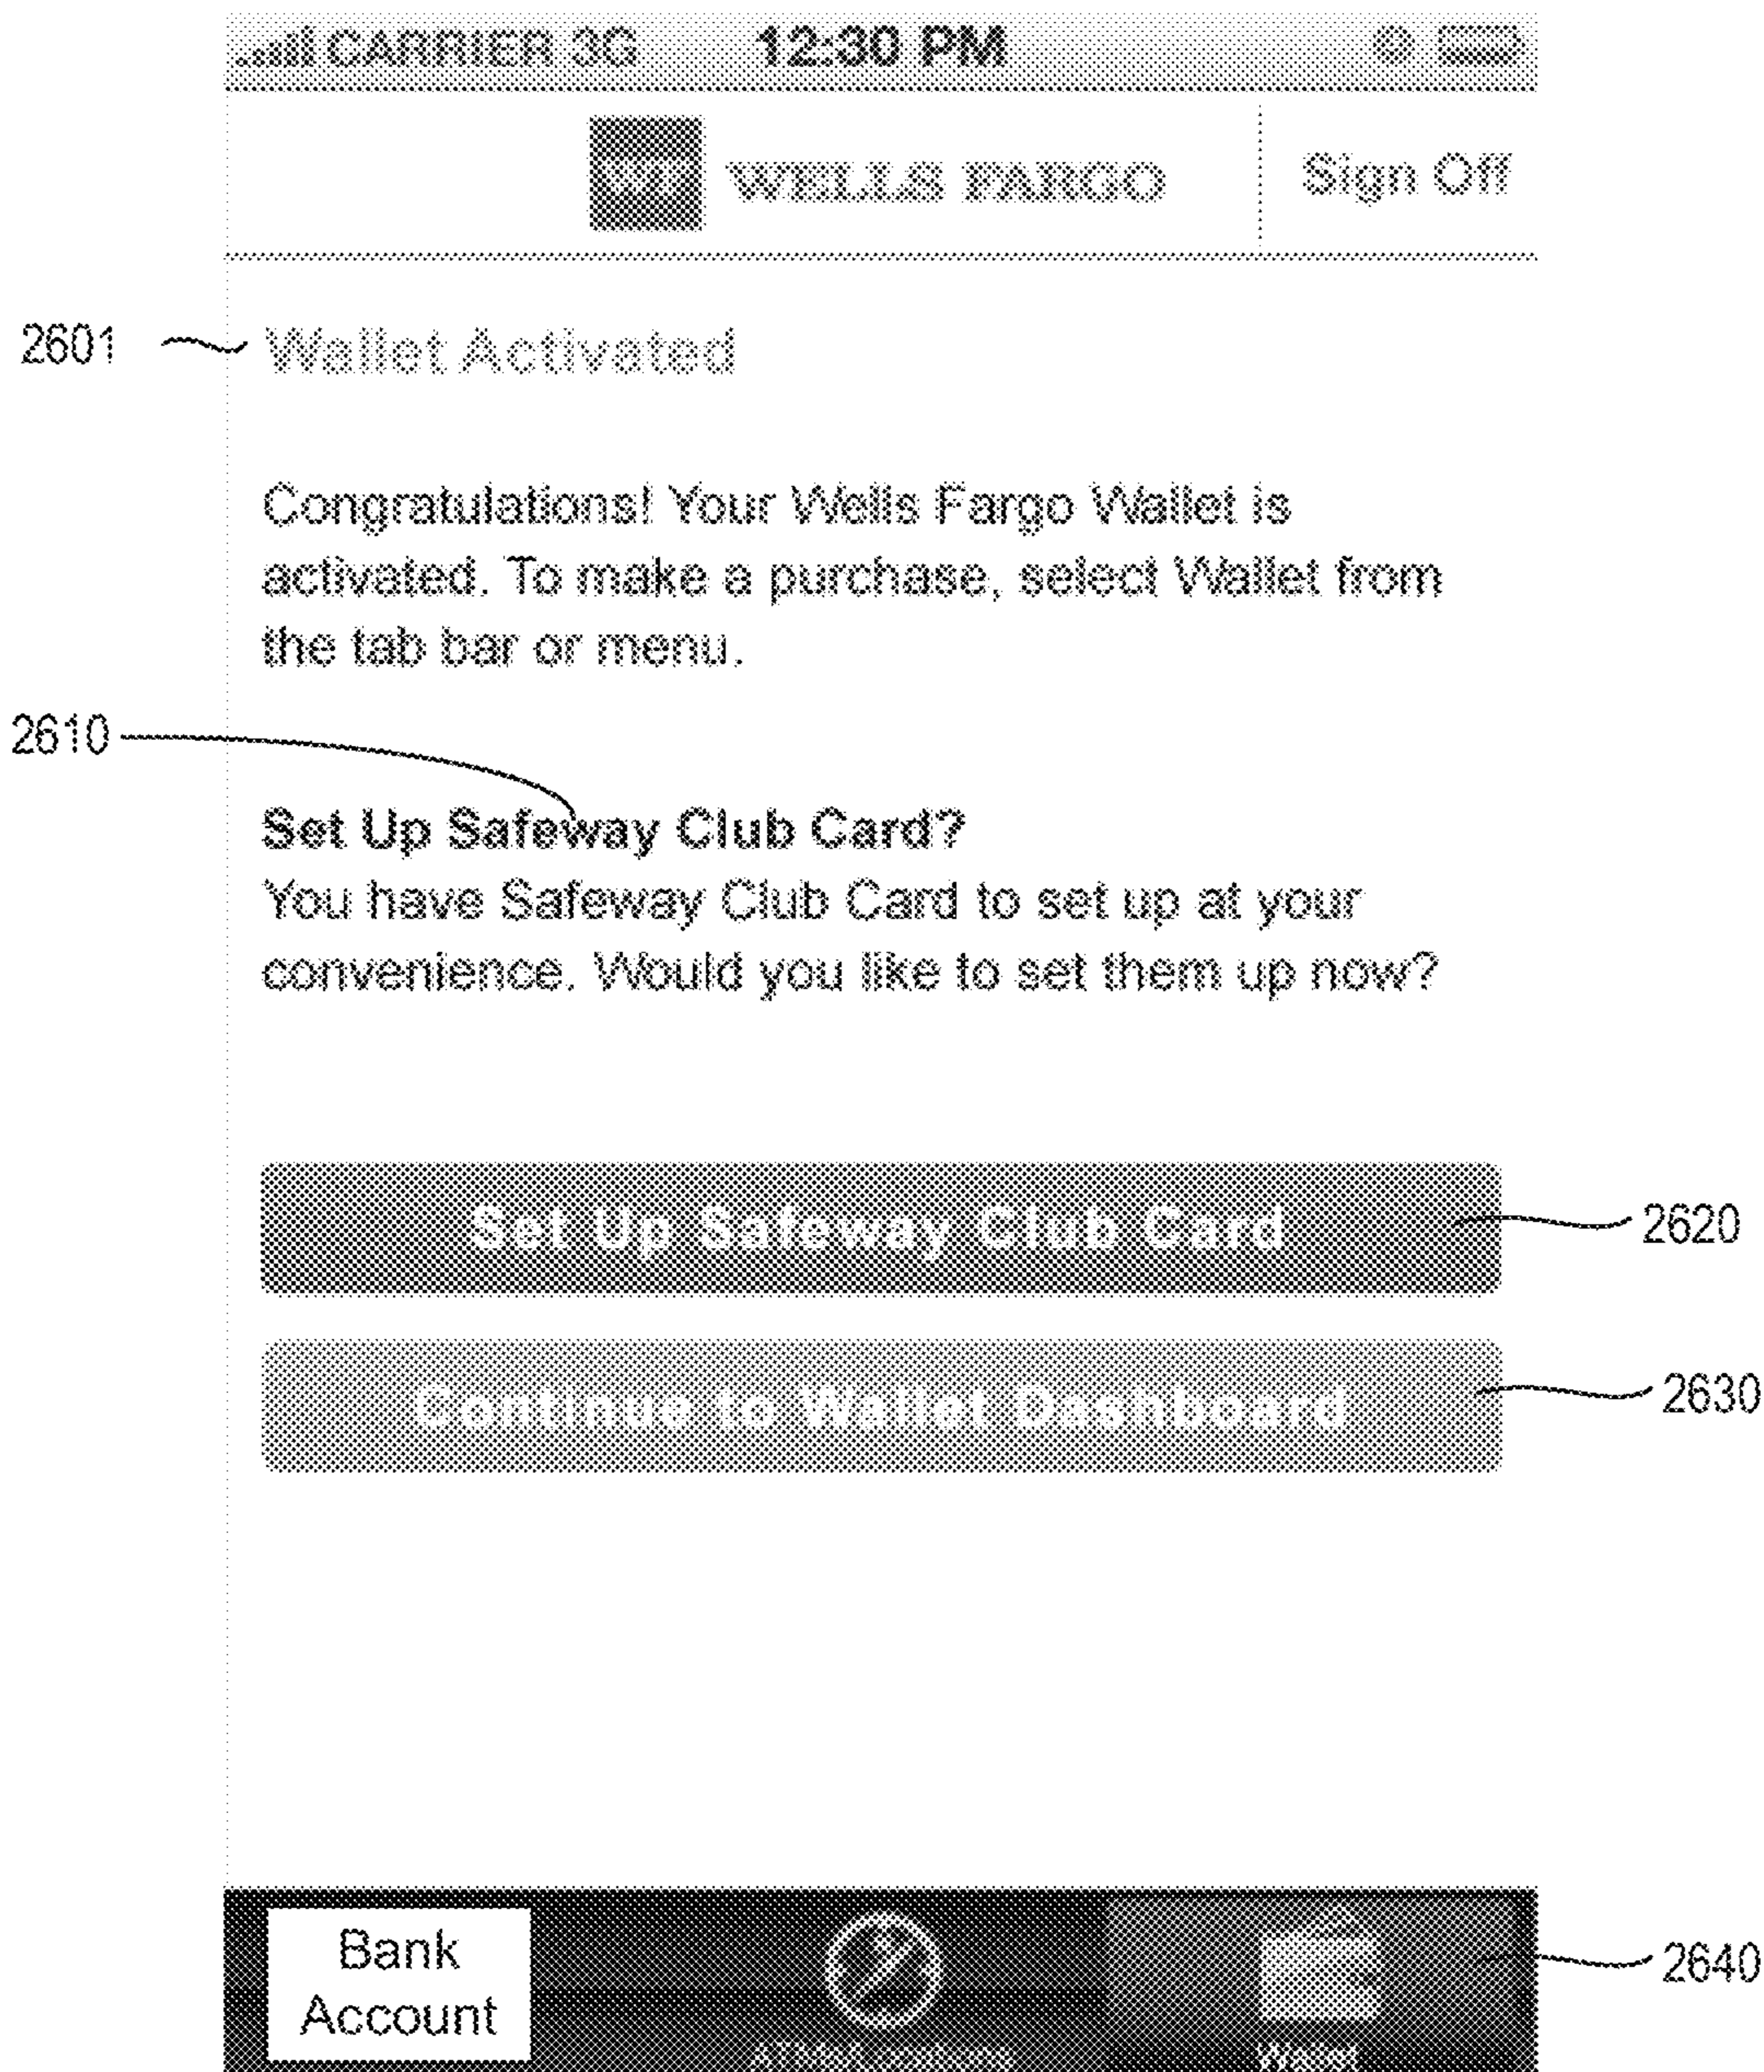 CARRIER 3G 12:30 PM
WELLS FARGO Sign Off
2601 Wallet Activated
Congratulations! Your Wells Fargo Wallet is
activated. To make a purchase, select Wallet from
the tab bar or menu.
2610
Set Up Safeway Club Card?
You have Safeway Club Card to set up at your
convenience. Would you like to set them up now?
Set Up Safeway Club Card 2620
Continue to Wallet Dashboard 2630
Bank
Account
2640
Wallet